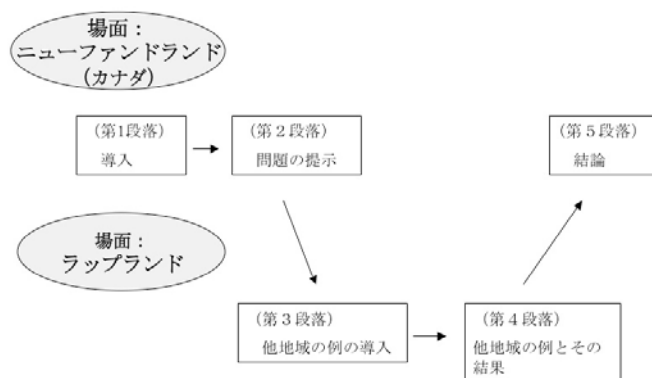 場面：
ニューファンドランド
(カナダ)
（第1段落）
導入
（第２段落）
問題の提示
（第５段落）
結論
場面：
ラップランド
（第３段落）
他地域の例の導入
（第４段落）
他地域の例とその
結果